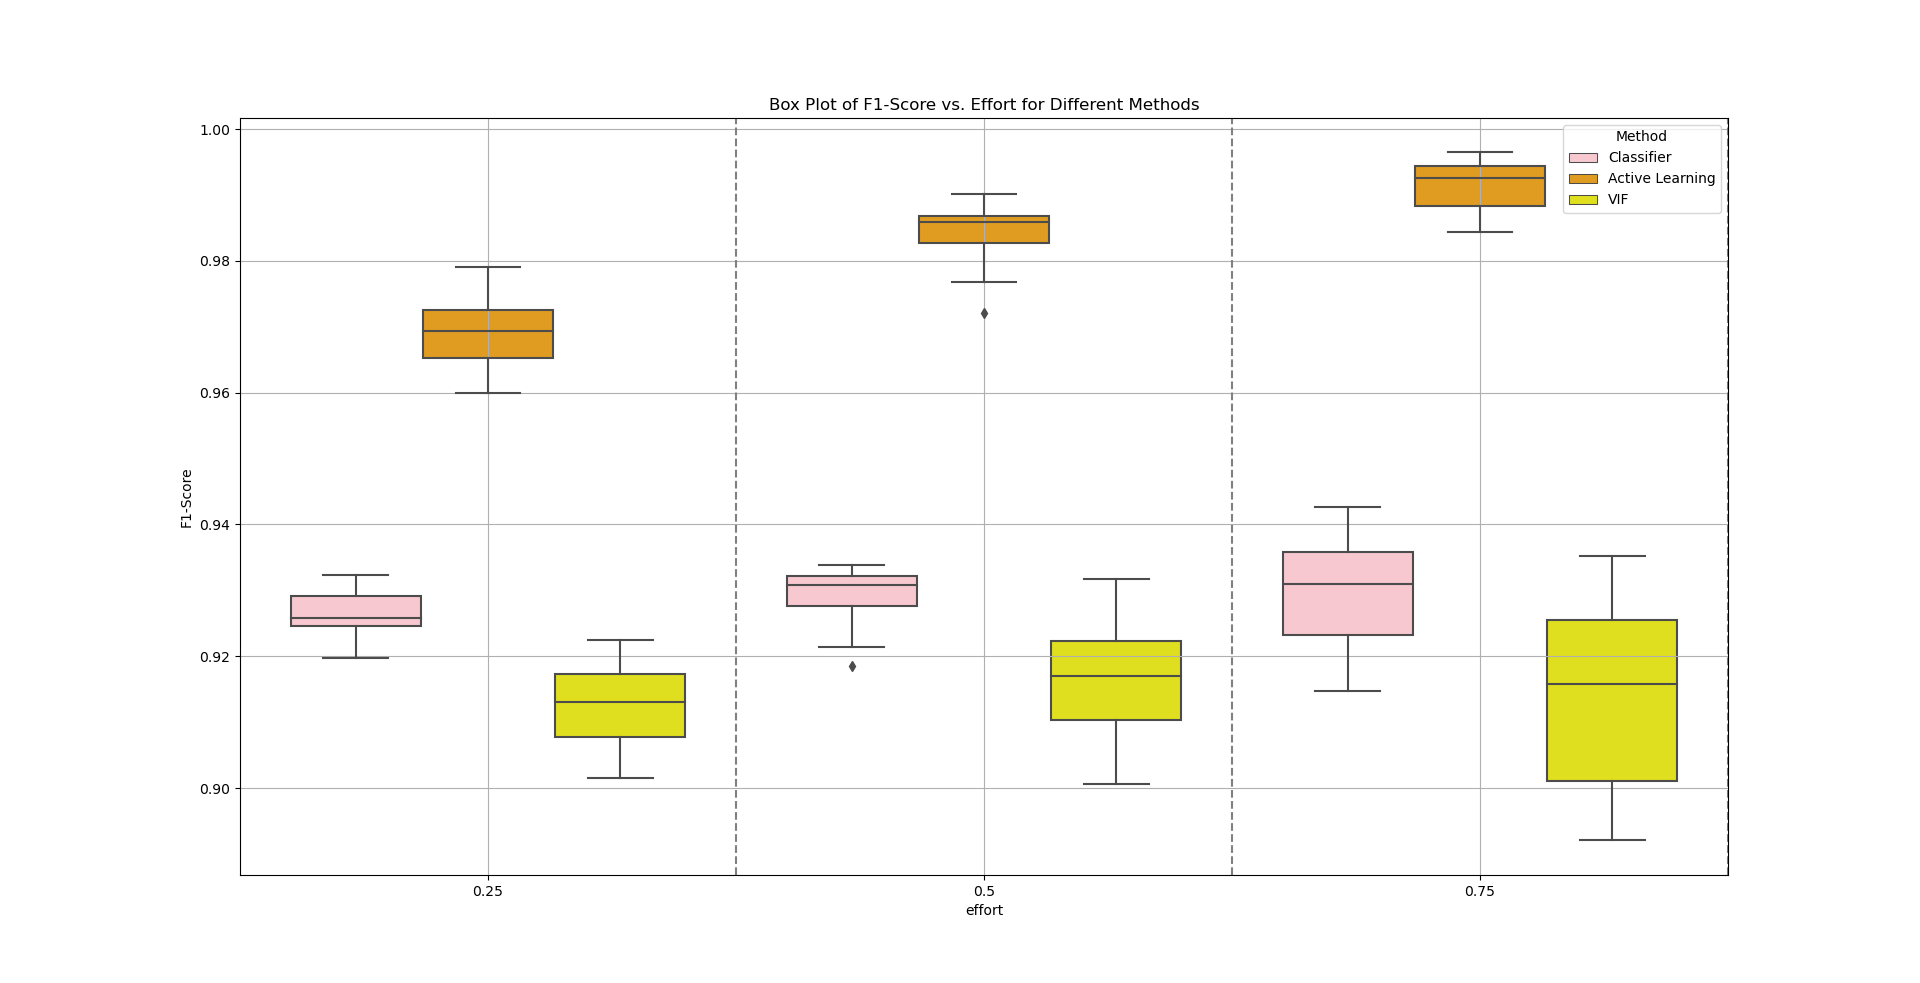 Box Plot of F1-Score vs. Effort for Different Methods
1.00
0.98
0.96
0.94
0.92
0.90
F1-Score
Method
Classifier
Active Learning
VIF
0.25
0.5
0.75
effort